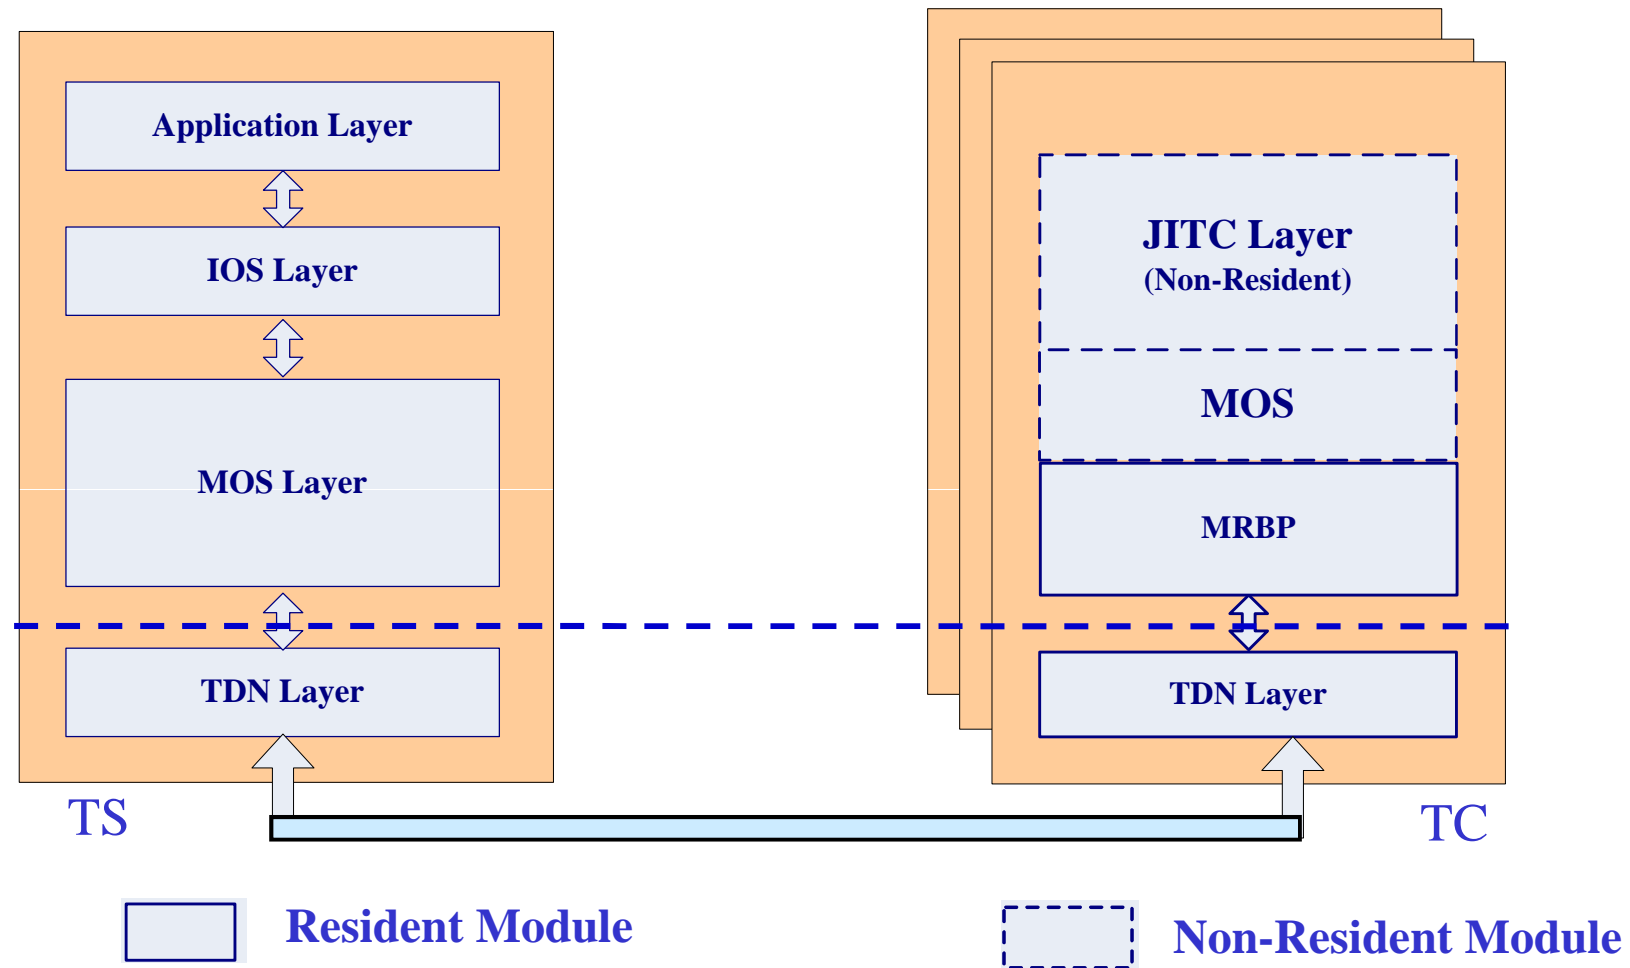 Application Layer
IOS Layer
MOS Layer
TDN Layer
TS
JITC Layer
(Non-Resident)
MOS
MRBP
TDN Layer
TC
Resident Module
Non-Resident Module